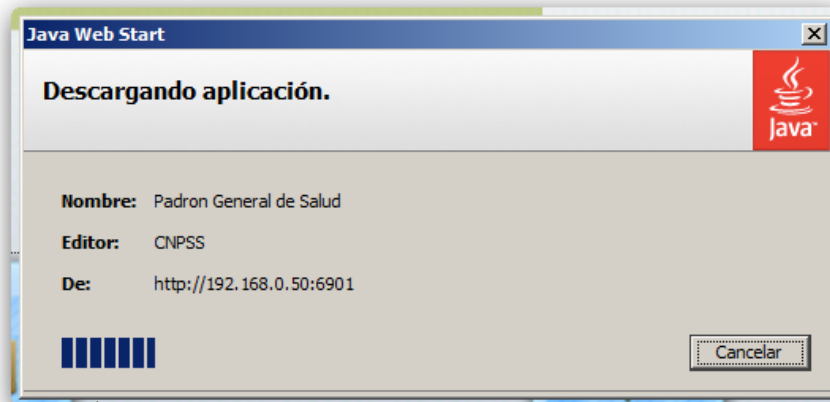 Java Web Start
Descargando aplicación.
Java™
Nombre: Padron General de Salud
Editor: CNPSS
De: http://192.168.0.50:6901
Cancelar